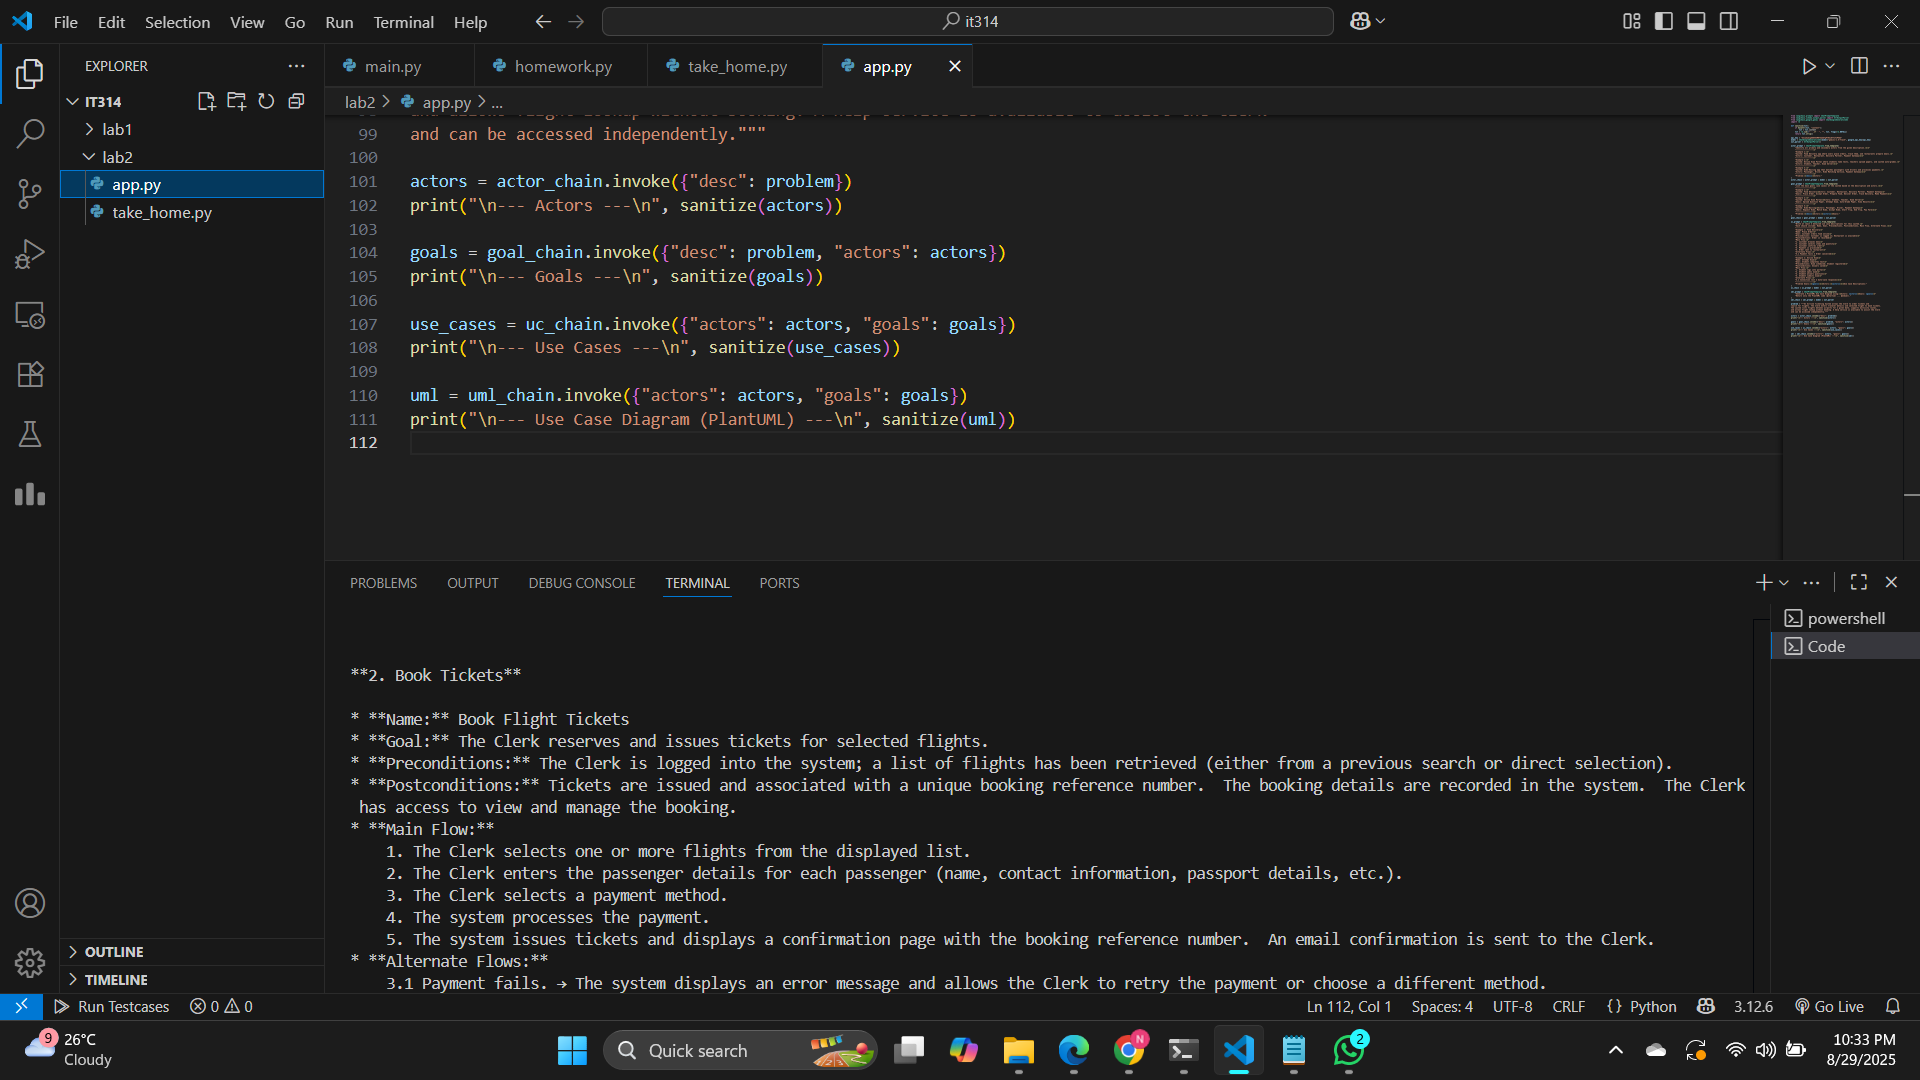 File Edit Selection View Go Run Terminal Help
it314
EXPLORER
IT314
lab1
lab2
app.py
take_home.py
OUTLINE
TIMELINE
main.py
homework.py
take_home.py
app.py
lab2 > app.py > ...
99 and can be accessed independently."""
100
101 actors = actor_chain.invoke({"desc": problem})
102 print("\n--- Actors ---\n", sanitize(actors))
103
104 goals = goal_chain.invoke({"desc": problem, "actors": actors})
105 print("\n--- Goals ---\n", sanitize(goals))
106
107 use_cases = uc_chain.invoke({"actors": actors, "goals": goals})
108 print("\n--- Use Cases ---\n", sanitize(use_cases))
109
110 uml = uml_chain.invoke({"actors": actors, "goals": goals})
111 print("\n--- Use Case Diagram (PlantUML) ---\n", sanitize(uml))
112
PROBLEMS OUTPUT DEBUG CONSOLE TERMINAL PORTS
powershell
Code
**2. Book Tickets**
* **Name:** Book Flight Tickets
* **Goal:** The Clerk reserves and issues tickets for selected flights.
* **Preconditions:** The Clerk is logged into the system; a list of flights has been retrieved (either from a previous search or direct selection).
* **Postconditions:** Tickets are issued and associated with a unique booking reference number.  The booking details are recorded in the system.  The Clerk
has access to view and manage the booking.
* **Main Flow:**
1. The Clerk selects one or more flights from the displayed list.
2. The Clerk enters the passenger details for each passenger (name, contact information, passport details, etc.).
3. The Clerk selects a payment method.
4. The system processes the payment.
5. The system issues tickets and displays a confirmation page with the booking reference number.  An email confirmation is sent to the Clerk.
* **Alternate Flows:**
3.1 Payment fails. → The system displays an error message and allows the Clerk to retry the payment or choose a different method.
Run Testcases 0 0
Ln 112, Col 1 Spaces: 4 UTF-8 CRLF {} Python 3.12.6 Go Live
9
26°C
Cloudy
Quick search
N
2
10:33 PM
8/29/2025